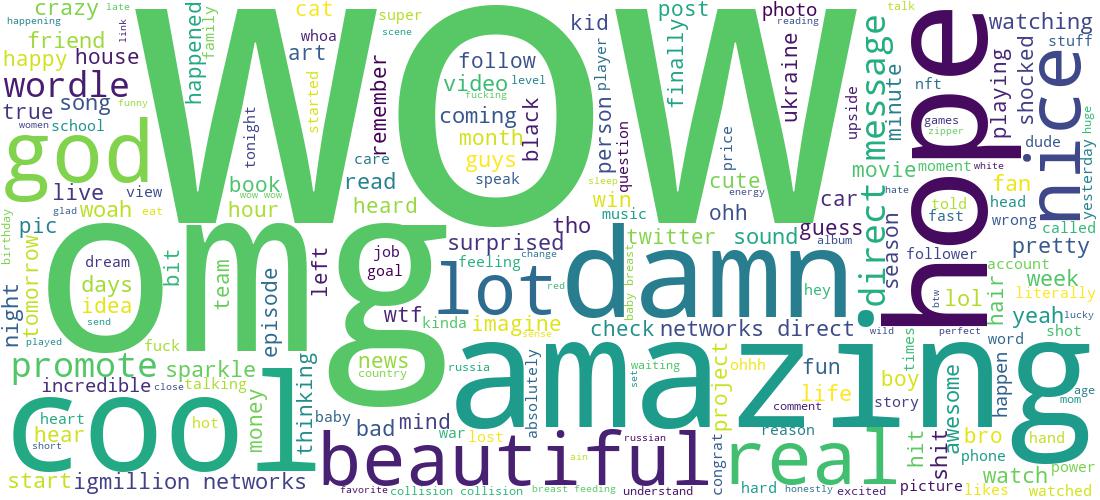 crazy
late
happening
link
friend
happy
house
wordle
true
song
funny
women
school
god
live
view
glad
woah
eat
pic
birthday
happened
family
wow
cat
super
scene
whoa
art
started
remember
tonight
care
book
wow wow
hour
read
heard
follow
video
level
fucking
coming
month
guys
black
speak
kid
player
person
question
sleep
win
music
post
finally
photo
reading
ukraine
price
cute
energy
ohh
car
guess
album
upside
message
minute
talk
direct
movie
hate
season
hope
nft
games
zipper
moment
white
told
fast
follower
btw
lol
watching
stuff
playing
shocked
nice
dude
huge
yesterday
fan
head
wrong
called
pretty
account
week
literally
hair
yeah
lucky
shot
word
perfect
wild
times
omg
dream
days
idea
send
night
tomorrow
played
bit
team
episode
left
fuck
job
goal
wtf
kinda
news
country
surprised
tho
feeling
change
lot
red
imagine
sense
damn
twitter
sound
baby breast
hey
check
networks direct
promote
sparkle
incredible
close
talking
cool
heart
hear
short
hot
money
thinking
start
igmillion networks
amazing
russia
absolutely
waiting
set
project
ohhh
comment
fun
life
boy
story
reason
happen
awesome
age
mom
hand
baby
bad
mind
war
lost
beautiful
russian
ain
favorite
collision collision
breast feeding
understand
congrat
real
hard
honestly
excited
hit
shit
bro
phone
picture
likes
watch
power
watched